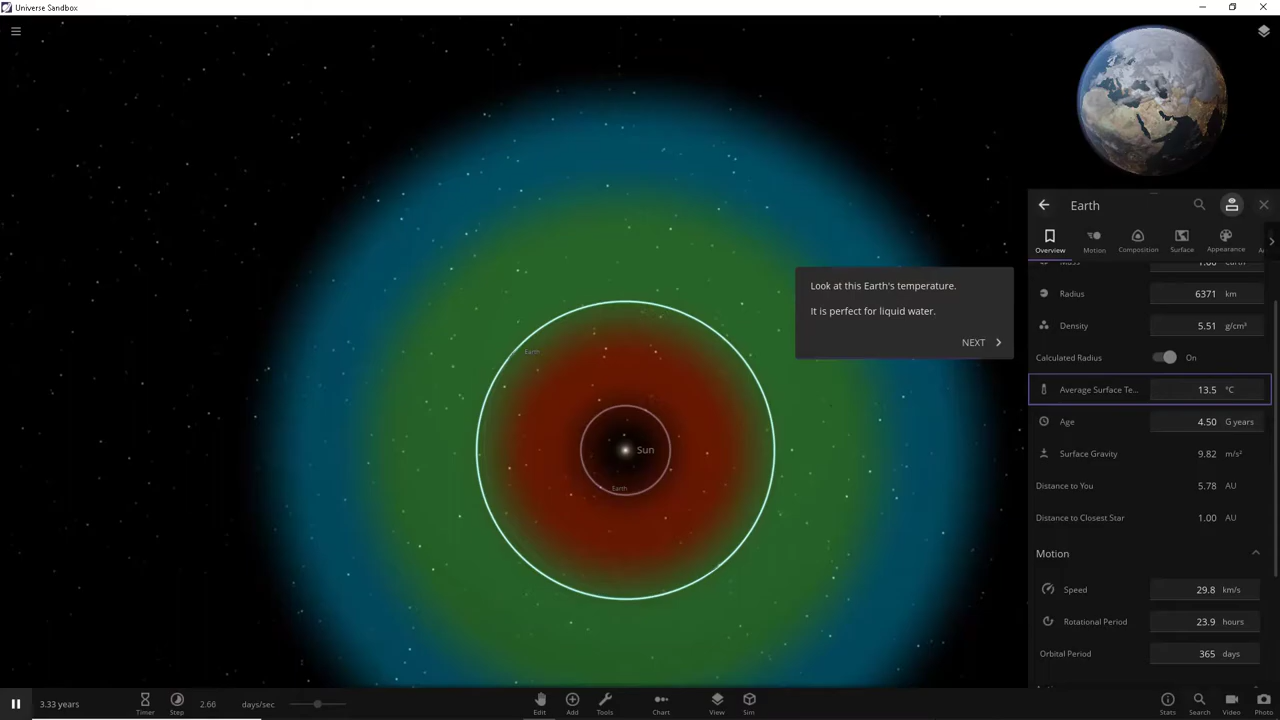 Universe Sandbox
Earth
Overview
Motion
Composition
Surface
Appearance
Mass 1.00 earth
Radius 6371 km
Density 5.51 g/cm³
Calculated Radius On
Average Surface Te... 13.5 °C
Age 4.50 G years
Surface Gravity 9.82 m/s²
Distance to You 5.78 AU
Distance to Closest Star 1.00 AU
Motion
Speed 29.8 km/s
Rotational Period 23.9 hours
Orbital Period 365 days
Look at this Earth's temperature.
It is perfect for liquid water.
NEXT
Earth
Sun
Earth
3.33 years
Timer
Step
2.66 days/sec
Edit
Add
Tools
Chart
View
Sim
Stats
Search
Video
Photo